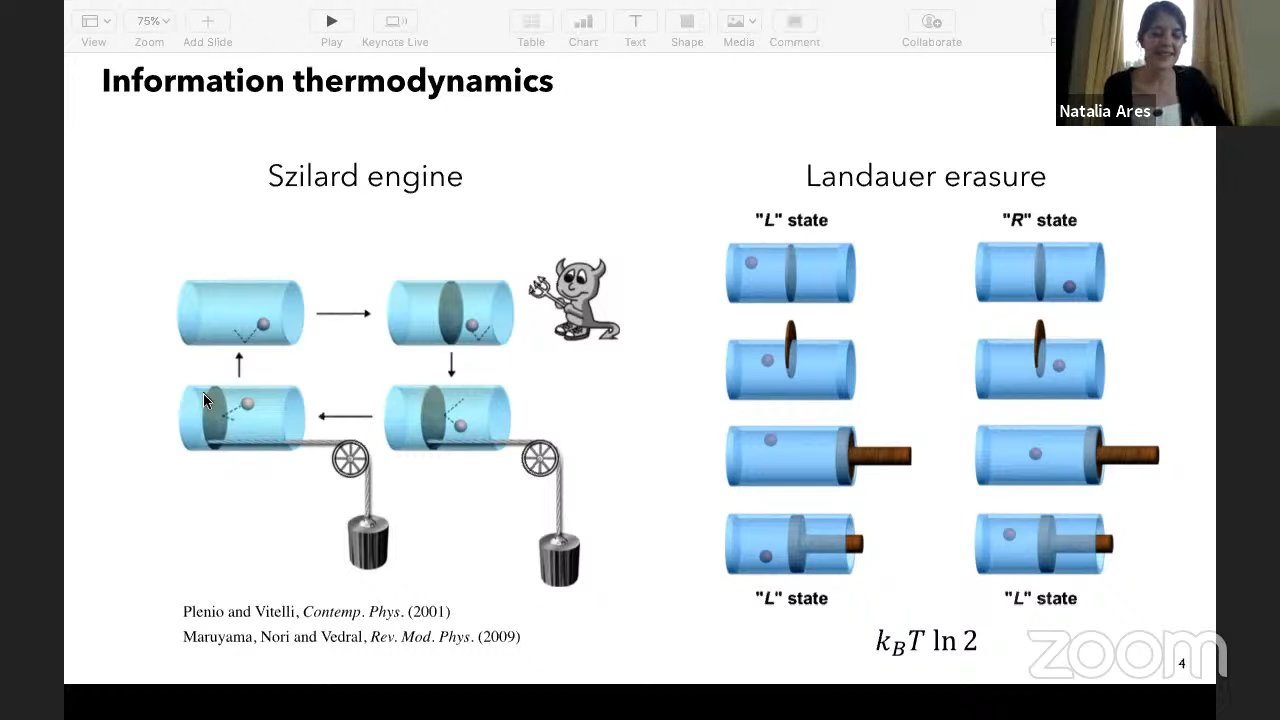 View
75%
Zoom
Add Slide
Play
Keynote Live
Table
Chart
Text
Shape
Media
Comment
Collaborate
Natalia Ares
Information thermodynamics
Szilard engine
Landauer erasure
"L" state
"R" state
"L" state
"L" state
Plenio and Vitelli, Contemp. Phys. (2001)
Maruyama, Nori and Vedral, Rev. Mod. Phys. (2009)
k_B T ln 2
zoom
4